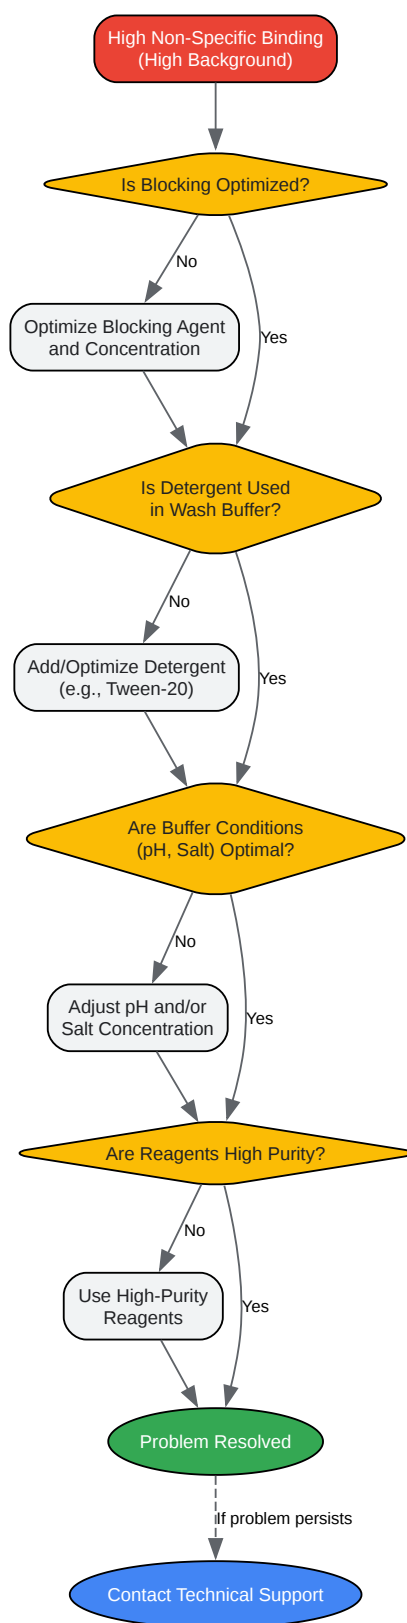 High Non-Specific Binding
(High Background)
Is Blocking Optimized?
No
Optimize Blocking Agent
and Concentration
Yes
Is Detergent Used
in Wash Buffer?
No
Add/Optimize Detergent
(e.g., Tween-20)
Yes
Are Buffer Conditions
(pH, Salt) Optimal?
No
Adjust pH and/or
Salt Concentration
Yes
Are Reagents High Purity?
No
Use High-Purity
Reagents
Yes
Problem Resolved
If problem persists
Contact Technical Support